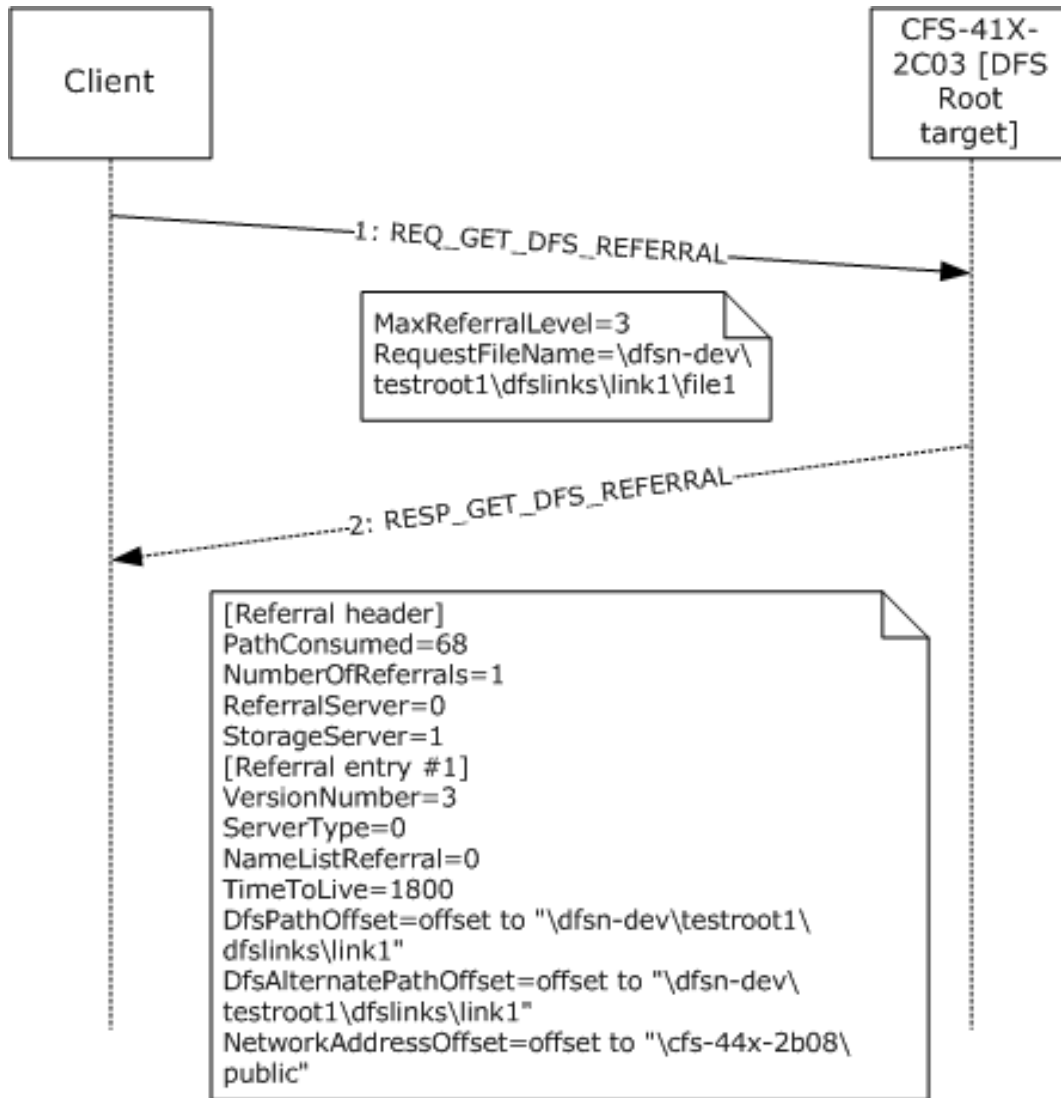 Client
CFS-41X-
2C03 [DFS
Root
target]
1: REQ_GET_DFS_REFERRAL
MaxReferralLevel=3
RequestFileName=\dfsn-dev\
testroot1\dfslinks\link1\file1
2: RESP_GET_DFS_REFERRAL
[Referral header]
PathConsumed=68
NumberOfReferrals=1
ReferralServer=0
StorageServer=1
[Referral entry #1]
VersionNumber=3
ServerType=0
NameListReferral=0
TimeToLive=1800
DfsPathOffset=offset to "\dfsn-dev\testroot1\
dfslinks\link1"
DfsAlternatePathOffset=offset to "\dfsn-dev\
testroot1\dfslinks\link1"
NetworkAddressOffset=offset to "\cfs-44x-2b08\
public"